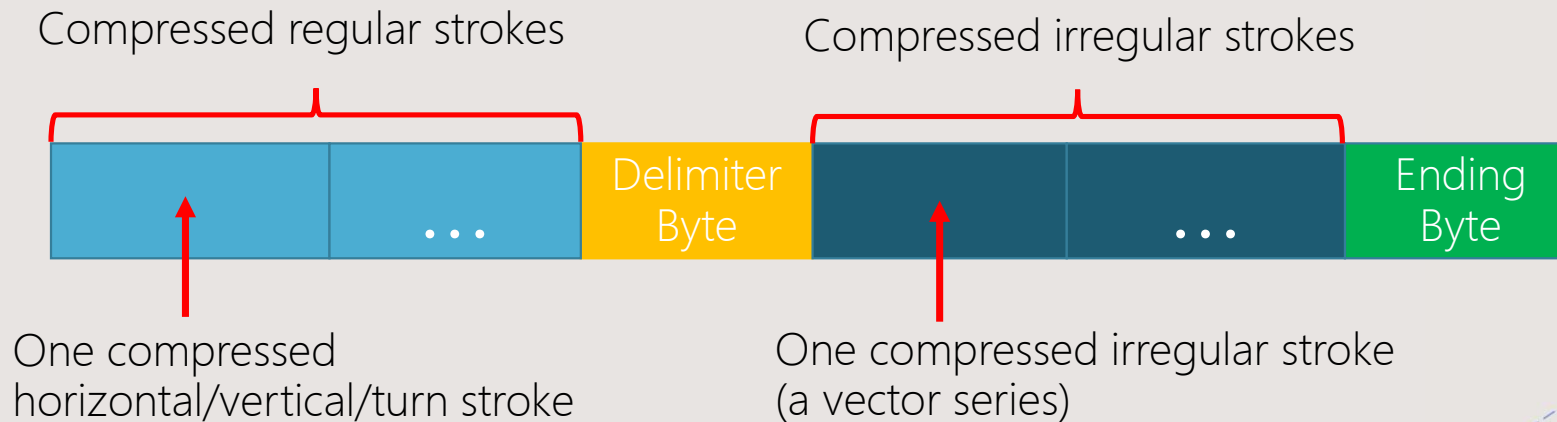 Compressed regular strokes
Compressed irregular strokes
...
Delimiter
Byte
...
Ending
Byte
One compressed
horizontal/vertical/turn stroke
One compressed irregular stroke
(a vector series)